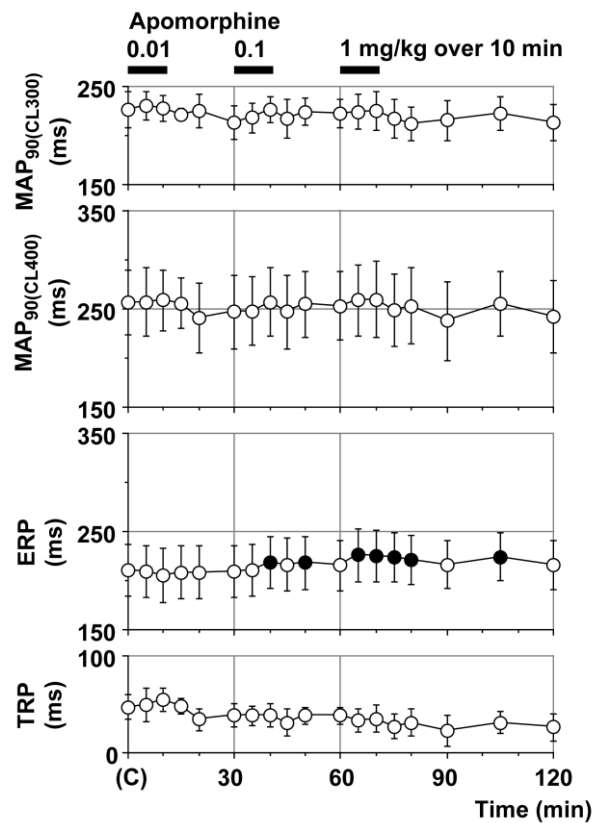 Apomorphine
0.01 0.1 1 mg/kg over 10 min
MAP90(CL300)
(ms)
250
150
MAP90(CL400)
(ms)
350
250
150
ERP
(ms)
350
250
150
TRP
(ms)
100
0
(C) 30 60 90 120
Time (min)